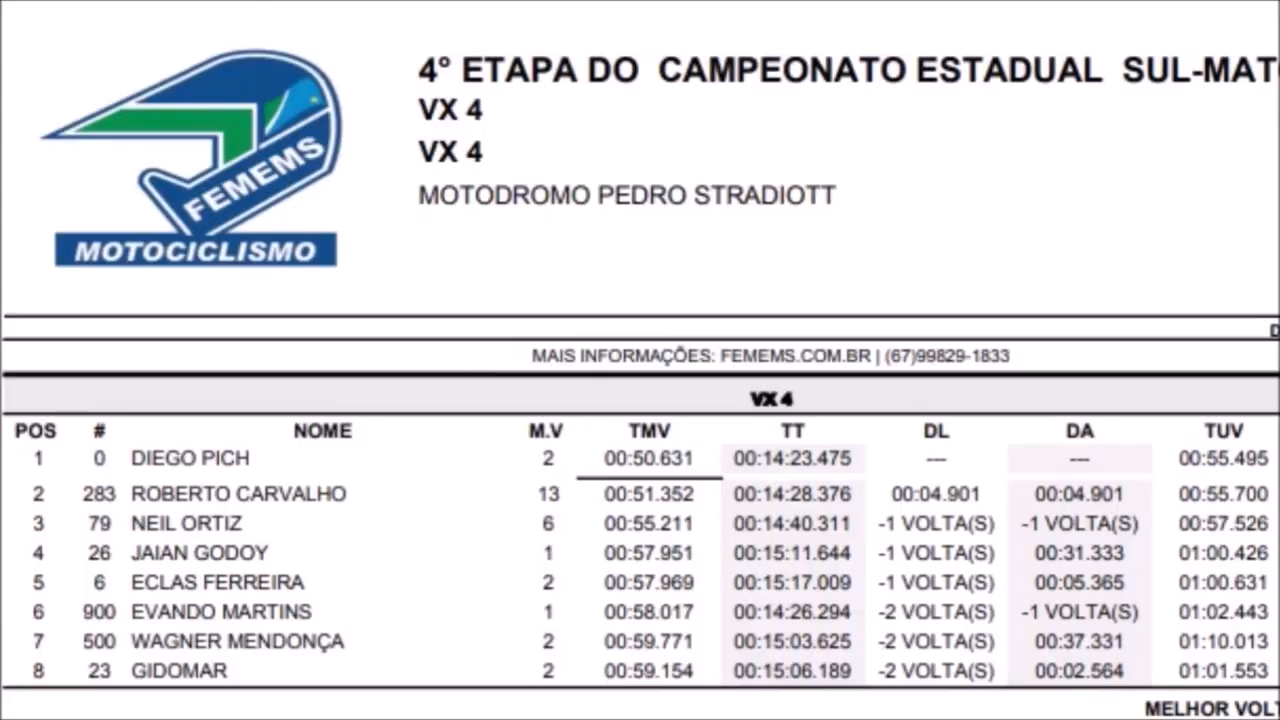 FEMEMS
MOTOCICLISMO
4° ETAPA DO CAMPEONATO ESTADUAL SUL-MAT
VX 4
VX 4
MOTODROMO PEDRO STRADIOTT
MAIS INFORMAÇÕES: FEMEMS.COM.BR | (67)99829-1833
VX 4
POS # NOME M.V TMV TT DL DA TUV
1 0 DIEGO PICH 2 00:50.631 00:14:23.475 --- --- 00:55.495
2 283 ROBERTO CARVALHO 13 00:51.352 00:14:28.376 00:04.901 00:04.901 00:55.700
3 79 NEIL ORTIZ 6 00:55.211 00:14:40.311 -1 VOLTA(S) -1 VOLTA(S) 00:57.526
4 26 JAIAN GODOY 1 00:57.951 00:15:11.644 -1 VOLTA(S) 00:31.333 01:00.426
5 6 ECLAS FERREIRA 2 00:57.969 00:15:17.009 -1 VOLTA(S) 00:05.365 01:00.631
6 900 EVANDO MARTINS 1 00:58.017 00:14:26.294 -2 VOLTA(S) -1 VOLTA(S) 01:02.443
7 500 WAGNER MENDONÇA 2 00:59.771 00:15:03.625 -2 VOLTA(S) 00:37.331 01:10.013
8 23 GIDOMAR 2 00:59.154 00:15:06.189 -2 VOLTA(S) 00:02.564 01:01.553
MELHOR VOLT